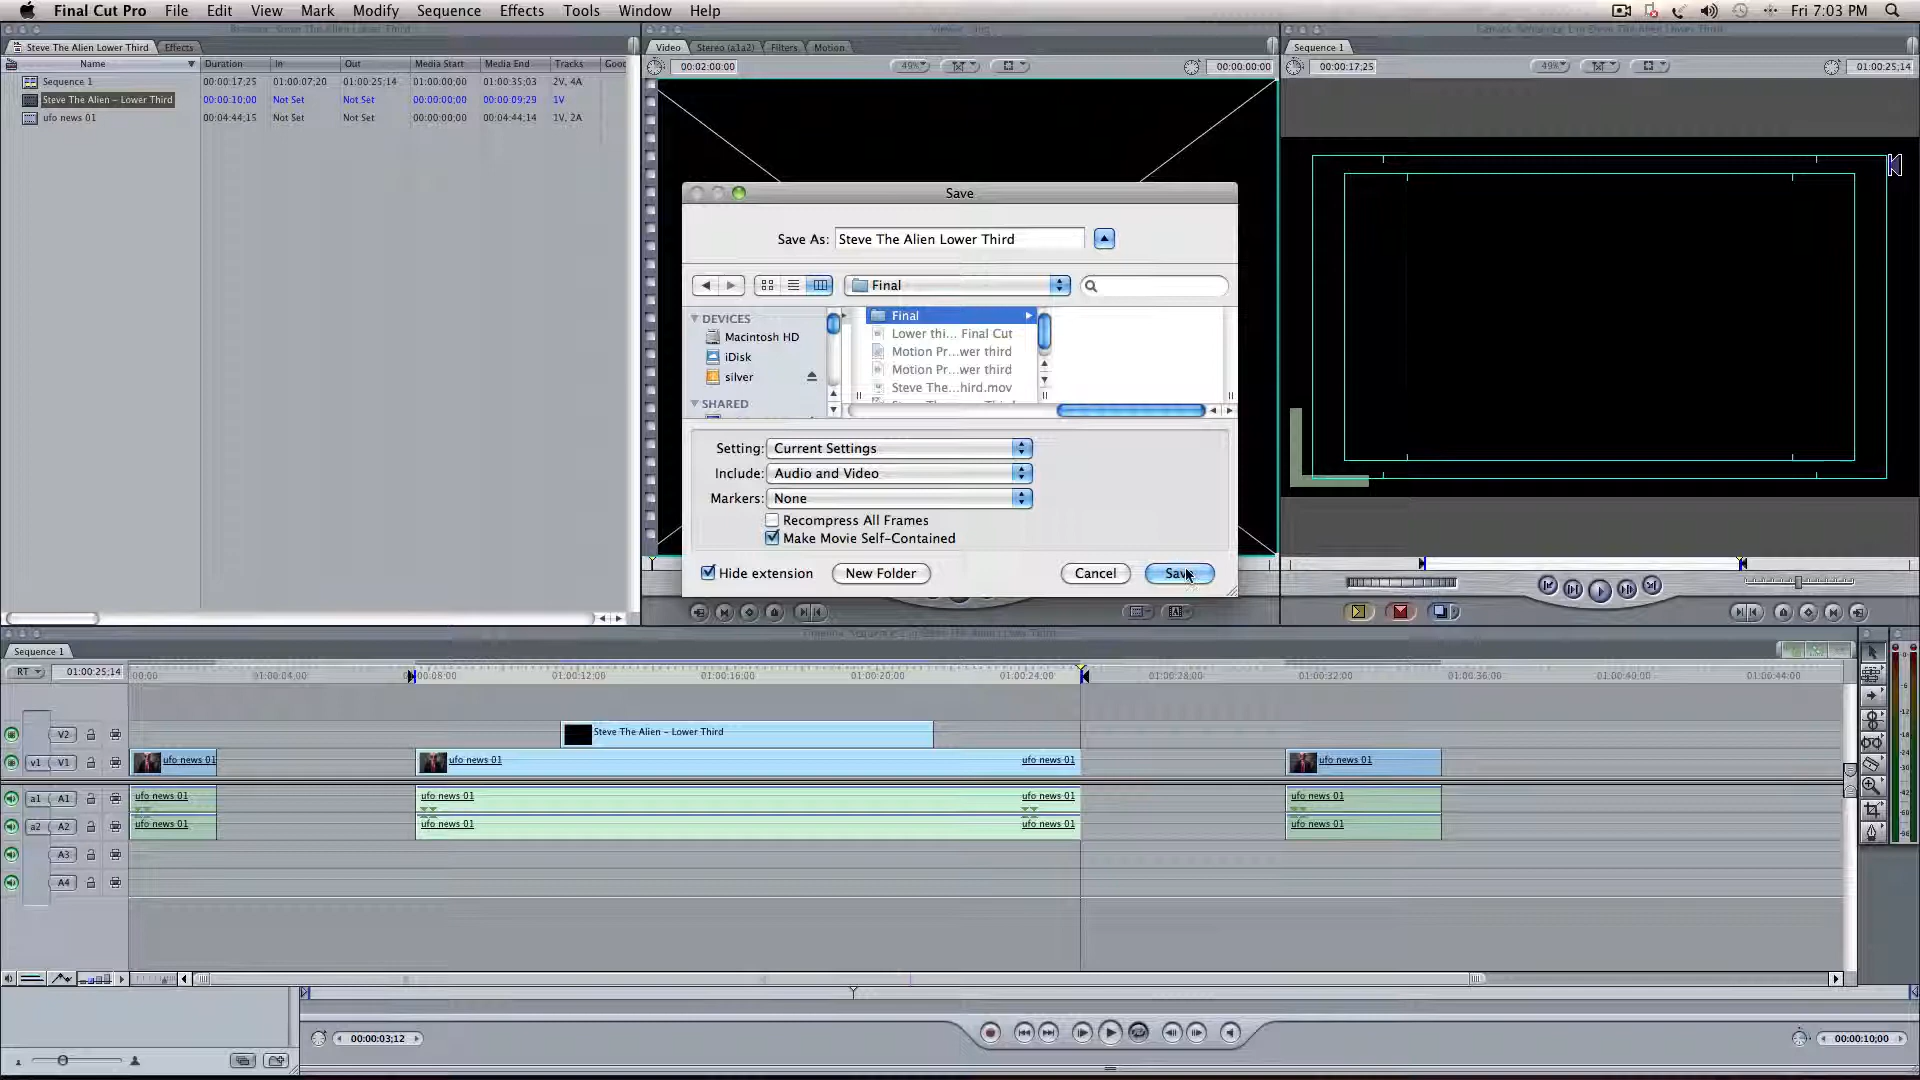 Final Cut Pro File Edit View Mark Modify Sequence Effects Tools Window Help Fri 7:03 PM
Steve The Alien Lower Third Effects
Name Duration In Out Media Start Media End Tracks Good
Sequence 1 00:00:17;25 01:00:07;20 01:00:25;14 01:00:00;00 01:00:35;03 2V, 4A
Steve The Alien – Lower Third 00:00:10;00 Not Set Not Set 00:00:00;00 00:00:09;29 1V
ufo news 01 00:04:44;15 Not Set Not Set 00:00:00;00 00:04:44;14 1V, 2A
Video Stereo (a1a2) Filters Motion
00:02:00:00 49% 00:00:00:00
Sequence 1
00:00:17;25 49% 01:00:25;14
Save
Save As: Steve The Alien Lower Third
Final
DEVICES
Macintosh HD
iDisk
silver
SHARED
Final
Lower thi... Final Cut
Motion Pr...wer third
Motion Pr...wer third
Steve The...hird.mov
Setting: Current Settings
Include: Audio and Video
Markers: None
Recompress All Frames
Make Movie Self-Contained
Hide extension New Folder Cancel Save
Sequence 1
RT 01:00:25;14 00;00 01:00:04;00 00:08;00 01:00:12;00 01:00:16;00 01:00:20;00 01:00:24;00 01:00:28;00 01:00:32;00 01:00:36;00 01:00:40;00 01:00:44;00
V2 Steve The Alien – Lower Third
v1 V1 ufo news 01 ufo news 01 ufo news 01 ufo news 01
a1 A1 ufo news 01 ufo news 01 ufo news 01 ufo news 01
a2 A2 ufo news 01 ufo news 01 ufo news 01 ufo news 01
A3
A4
00:00:03;12 00:00:10;00